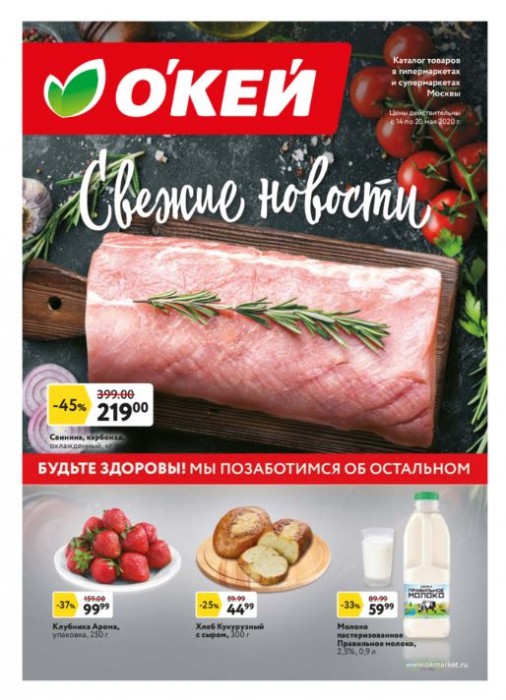 О'КЕЙ
Каталог товаров
в гипермаркетах
и супермаркетах
Москвы
Цены действительны
с 14 по 20 мая 2020 г.
Свежие новости
-45%
399.00
219 00
Свинина, карбонад,
охлажденный, кг
БУДЬТЕ ЗДОРОВЫ! МЫ ПОЗАБОТИМСЯ ОБ ОСТАЛЬНОМ
-37%
159.00
99 99
Клубника Арома,
упаковка, 250 г
-25%
59.99
44 99
Хлеб Кукурузный
с сыром, 300 г
-33%
89.99
59 99
Молоко
пастеризованное
Правильное молоко,
2,5%, 0,9 л
ПРАВИЛЬНОЕ
МОЛОКО
www.okmarket.ru